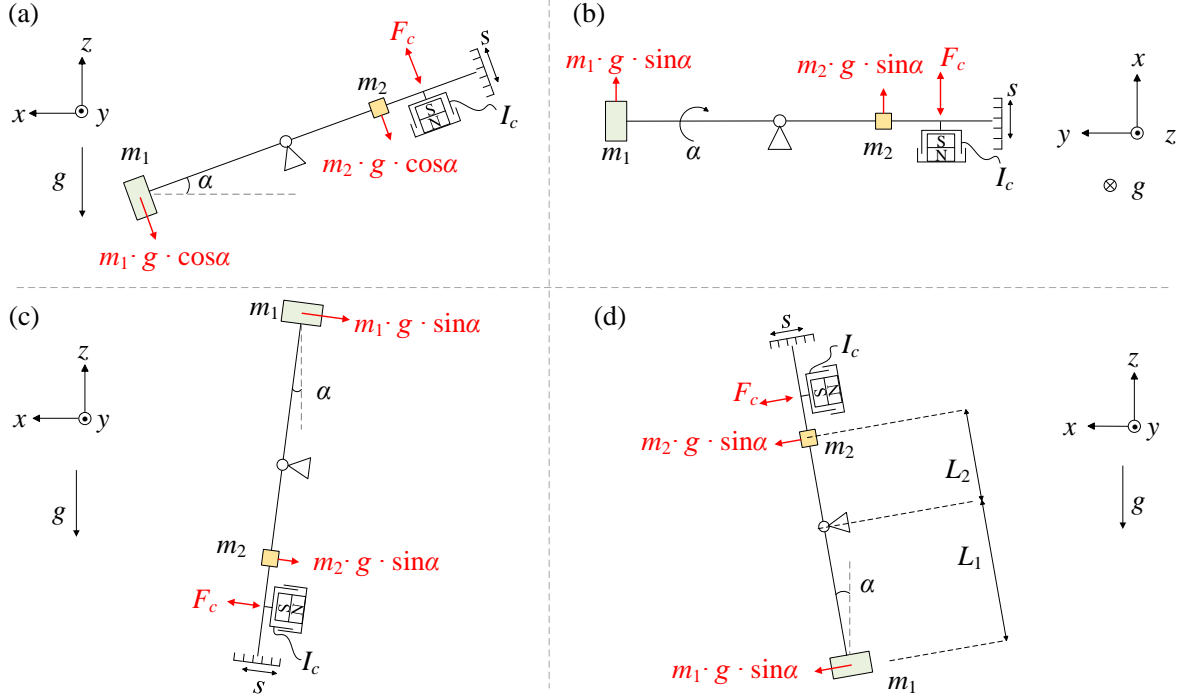 (a)
z
x
y
g
F_c
s
m_2
I_c
S
N
m_1
α
m_2 · g · cosα
m_1 · g · cosα
(b)
m_1 · g · sinα
m_2 · g · sinα
F_c
s
x
y
z
m_1
α
m_2
S
N
I_c
g
(c)
m_1
m_1 · g · sinα
z
α
x
y
g
m_2
m_2 · g · sinα
F_c
S
N
I_c
s
(d)
s
I_c
S
N
F_c
m_2 · g · sinα
m_2
z
x
y
L_2
g
L_1
α
m_1 · g · sinα
m_1